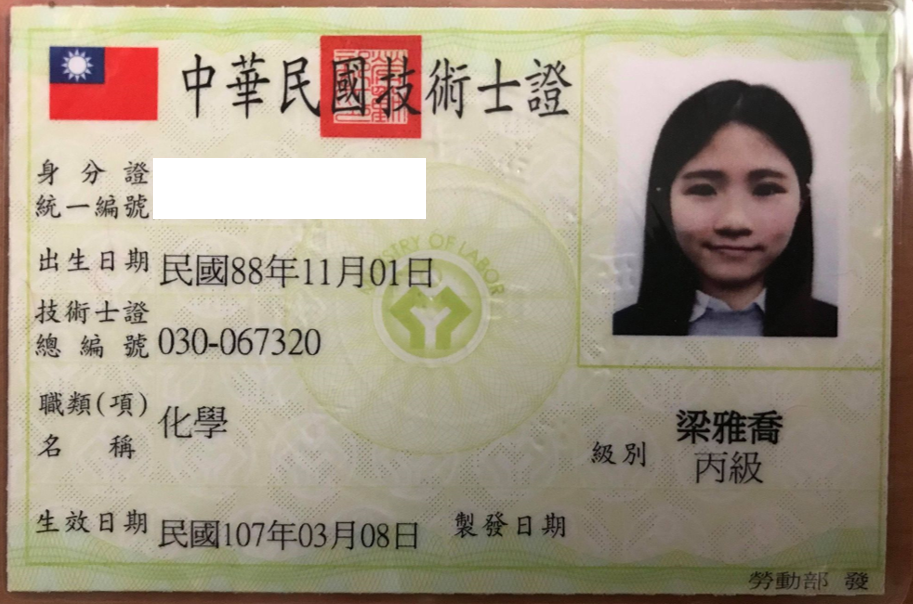 中華民國技術士證
身分證
統一編號
出生日期 民國88年11月01日
MINISTRY OF LABOR
技術士證
總編號 030-067320
職類(項)
名稱 化學
梁雅喬
級別 丙級
生效日期 民國107年03月08日 製發日期
勞動部 發